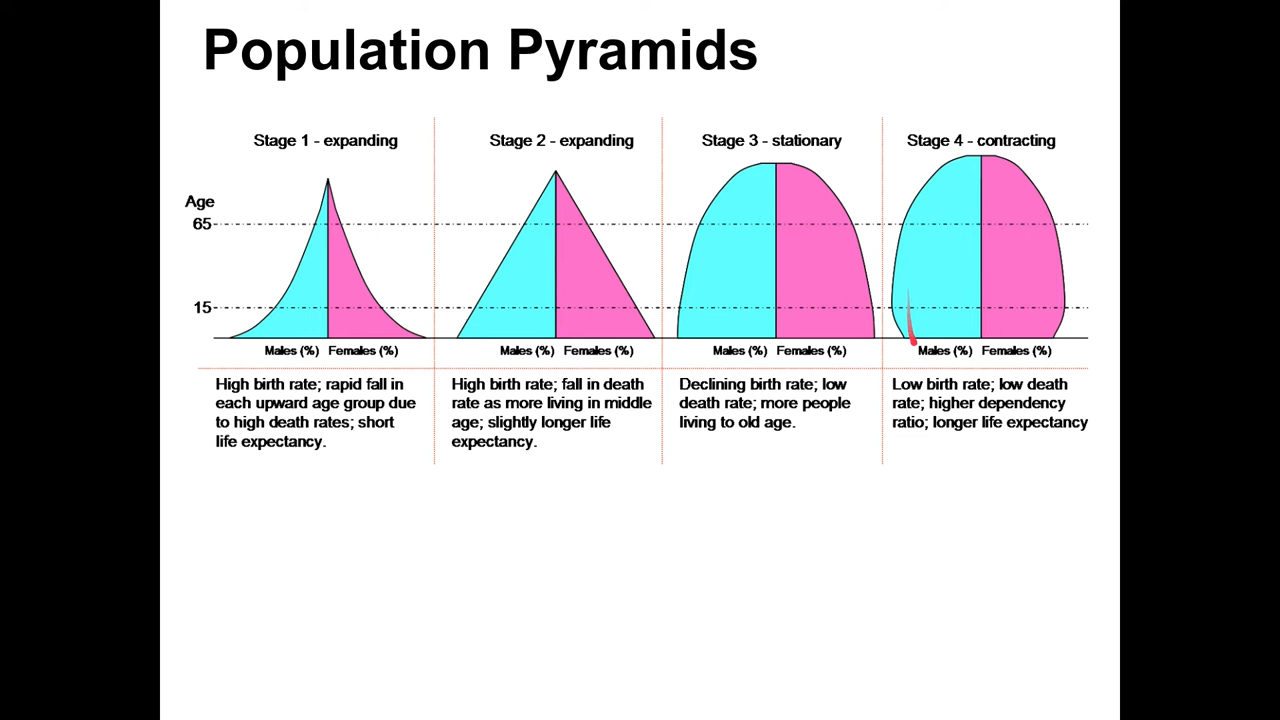 Population Pyramids
Stage 1 - expanding
Stage 2 - expanding
Stage 3 - stationary
Stage 4 - contracting
Age
65
15
Males (%) Females (%)
Males (%) Females (%)
Males (%) Females (%)
Males (%) Females (%)
High birth rate; rapid fall in
each upward age group due
to high death rates; short
life expectancy.
High birth rate; fall in death
rate as more living in middle
age; slightly longer life
expectancy.
Declining birth rate; low
death rate; more people
living to old age.
Low birth rate; low death
rate; higher dependency
ratio; longer life expectancy